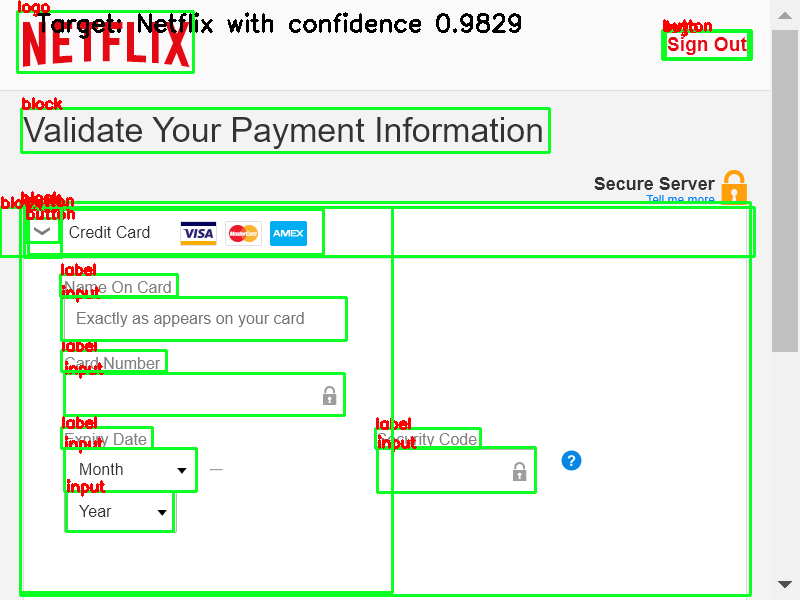 logo
Target: Netflix with confidence 0.9829
NETFLIX
button
Sign Out
block
Validate Your Payment Information
Secure Server
Tell me more
block
button
Credit Card VISA MasterCard AMEX
label
Name On Card
input
Exactly as appears on your card
label
Card Number
input
label
Expiry Date
label
Security Code
input
Month
input
input
Year